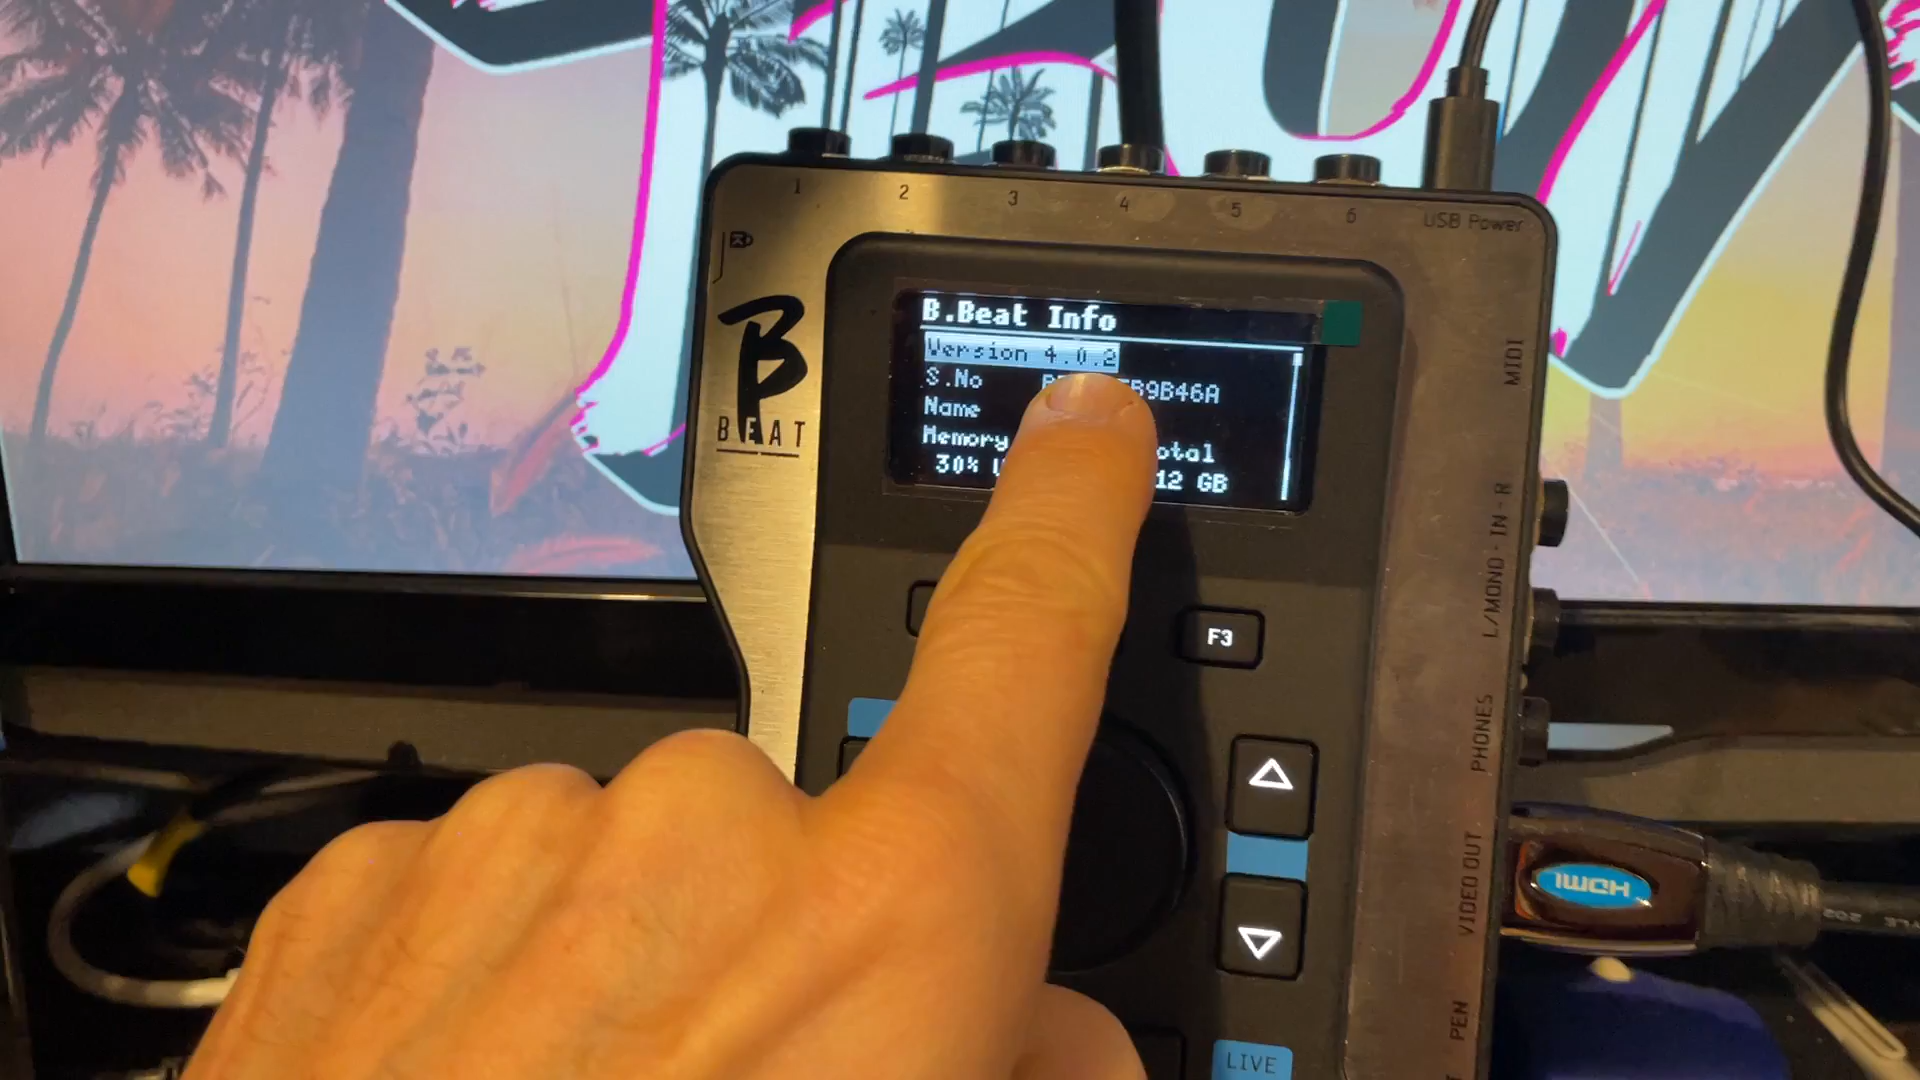 1 2 3 4 5 6 USB Power
B
BEAT
B.Beat Info
Version 4.0.2
S.No B9B46A
Name
Memory otal
30% 12 GB
F3
MIDI
L/MONO - IN - R
PHONES
VIDEO OUT
HDMI
PEN
LIVE